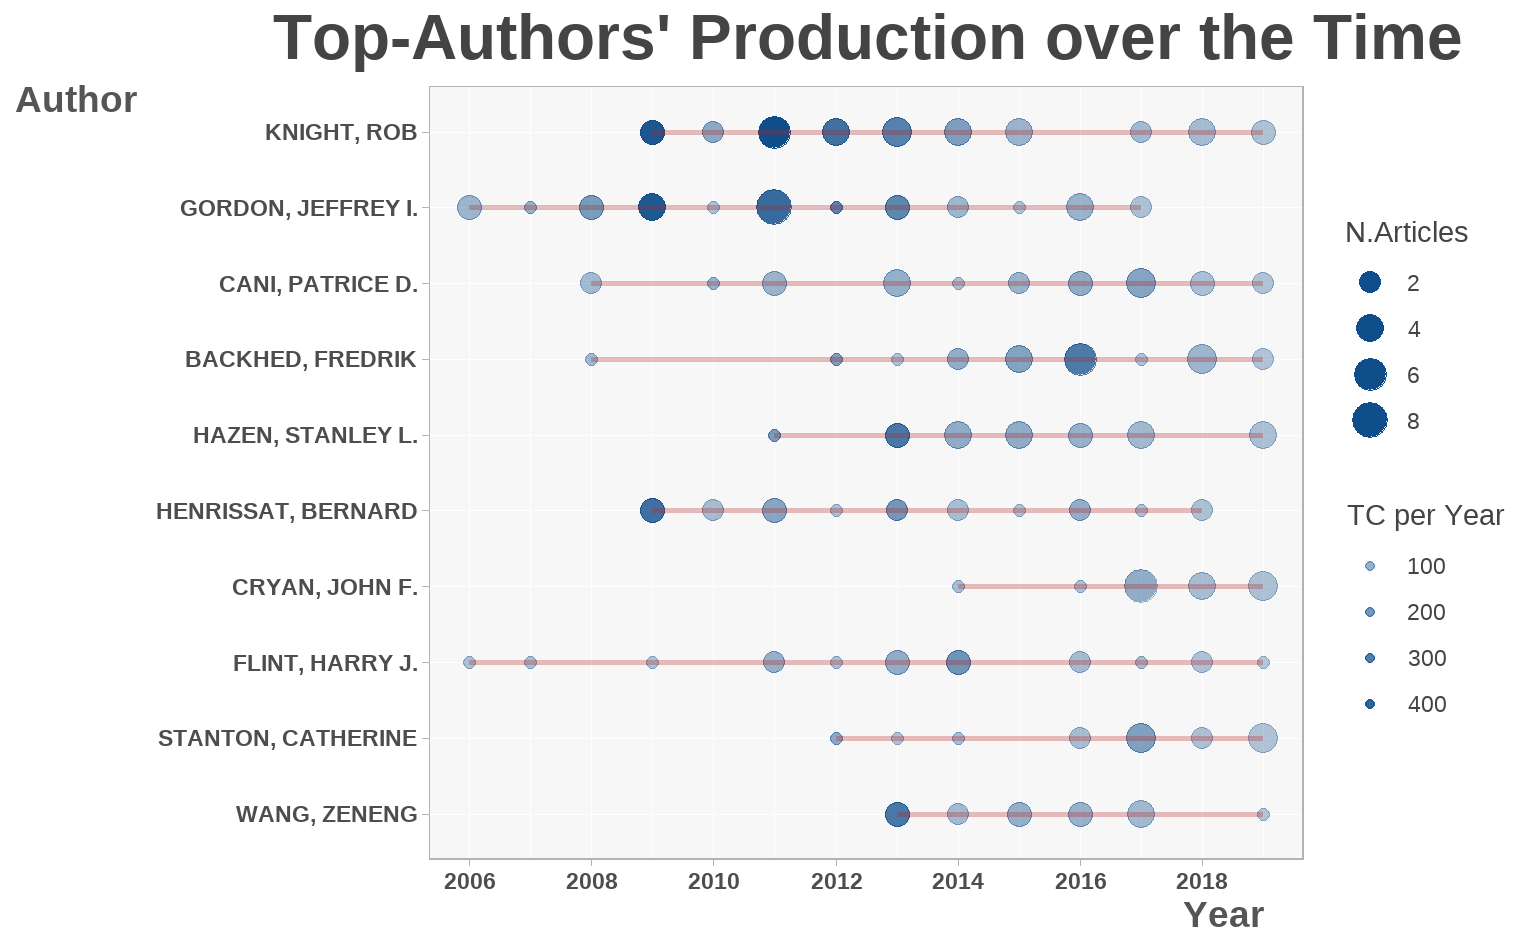 Top-Authors' Production over the Time
Author
KNIGHT, ROB
GORDON, JEFFREY I.
CANI, PATRICE D.
BACKHED, FREDRIK
HAZEN, STANLEY L.
HENRISSAT, BERNARD
CRYAN, JOHN F.
FLINT, HARRY J.
STANTON, CATHERINE
WANG, ZENENG
2006 2008 2010 2012 2014 2016 2018
Year
N.Articles
2
4
6
8
TC per Year
100
200
300
400